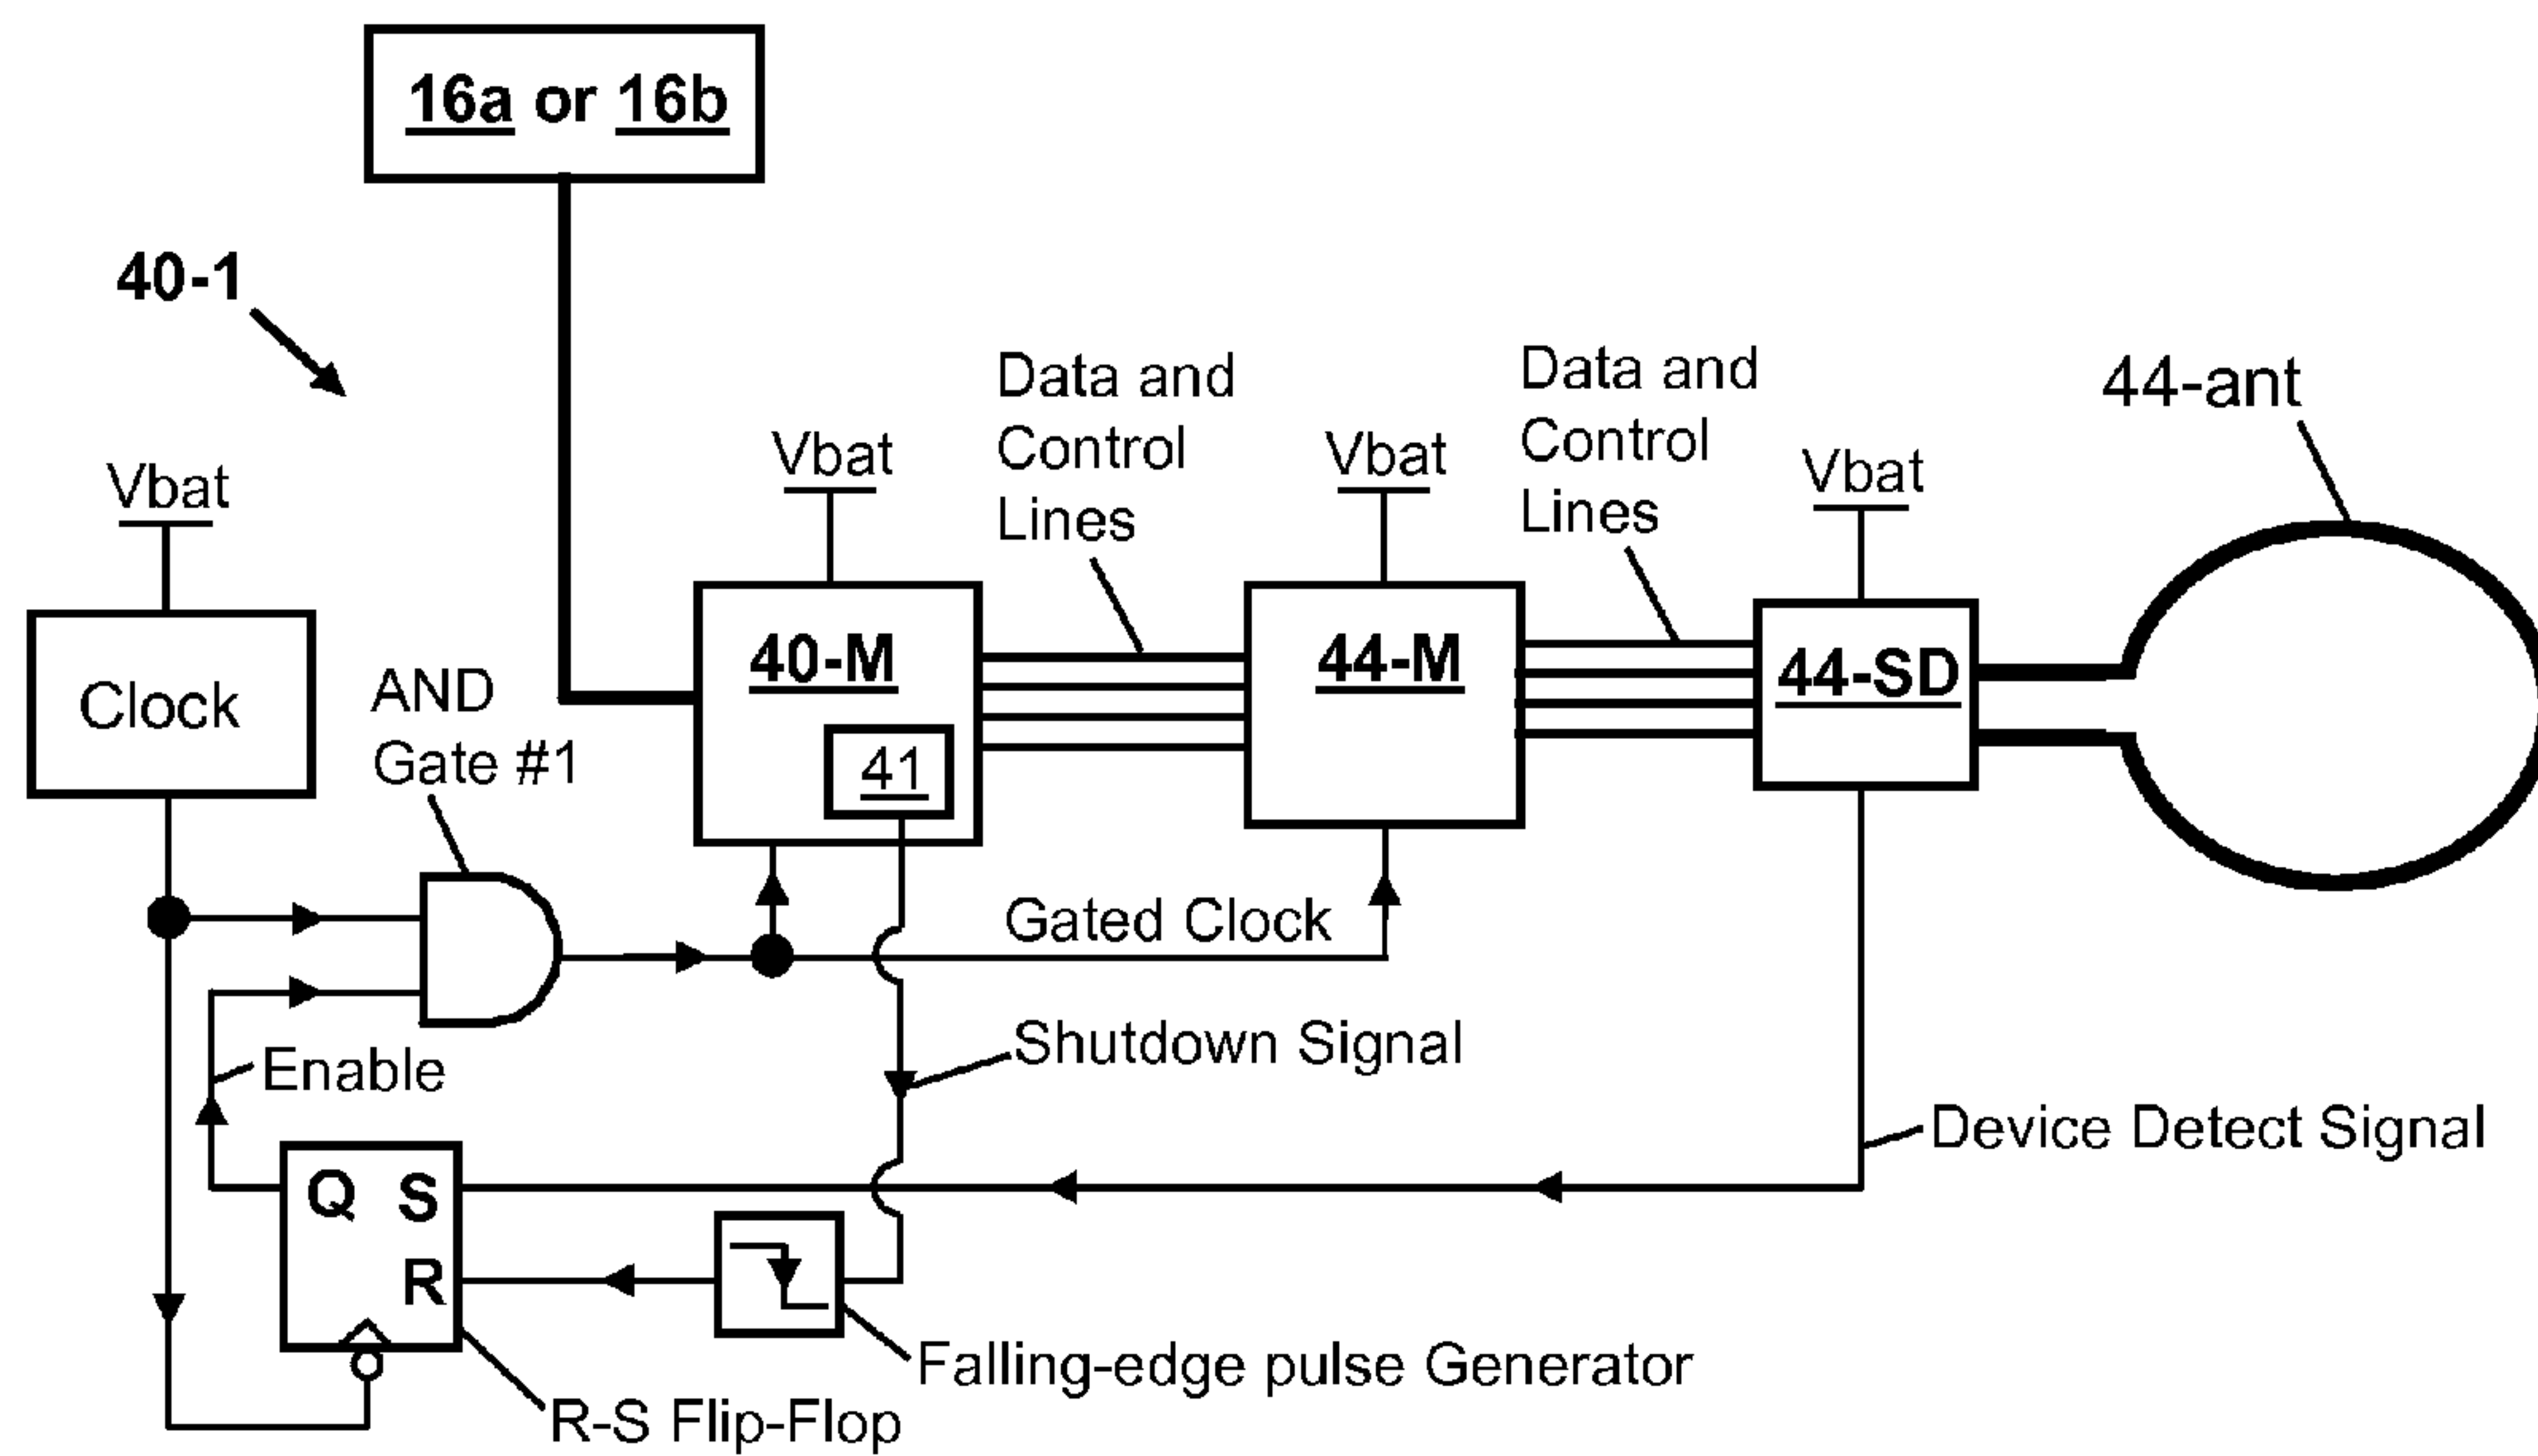 16a or 16b
40-1
Data and
Control
Lines
Data and
Control
Lines
44-ant
Vbat
Vbat
Vbat
Vbat
Clock
AND
Gate #1
40-M
41
44-M
44-SD
Gated Clock
Enable
Shutdown Signal
Device Detect Signal
Q
S
R
Falling-edge pulse Generator
R-S Flip-Flop